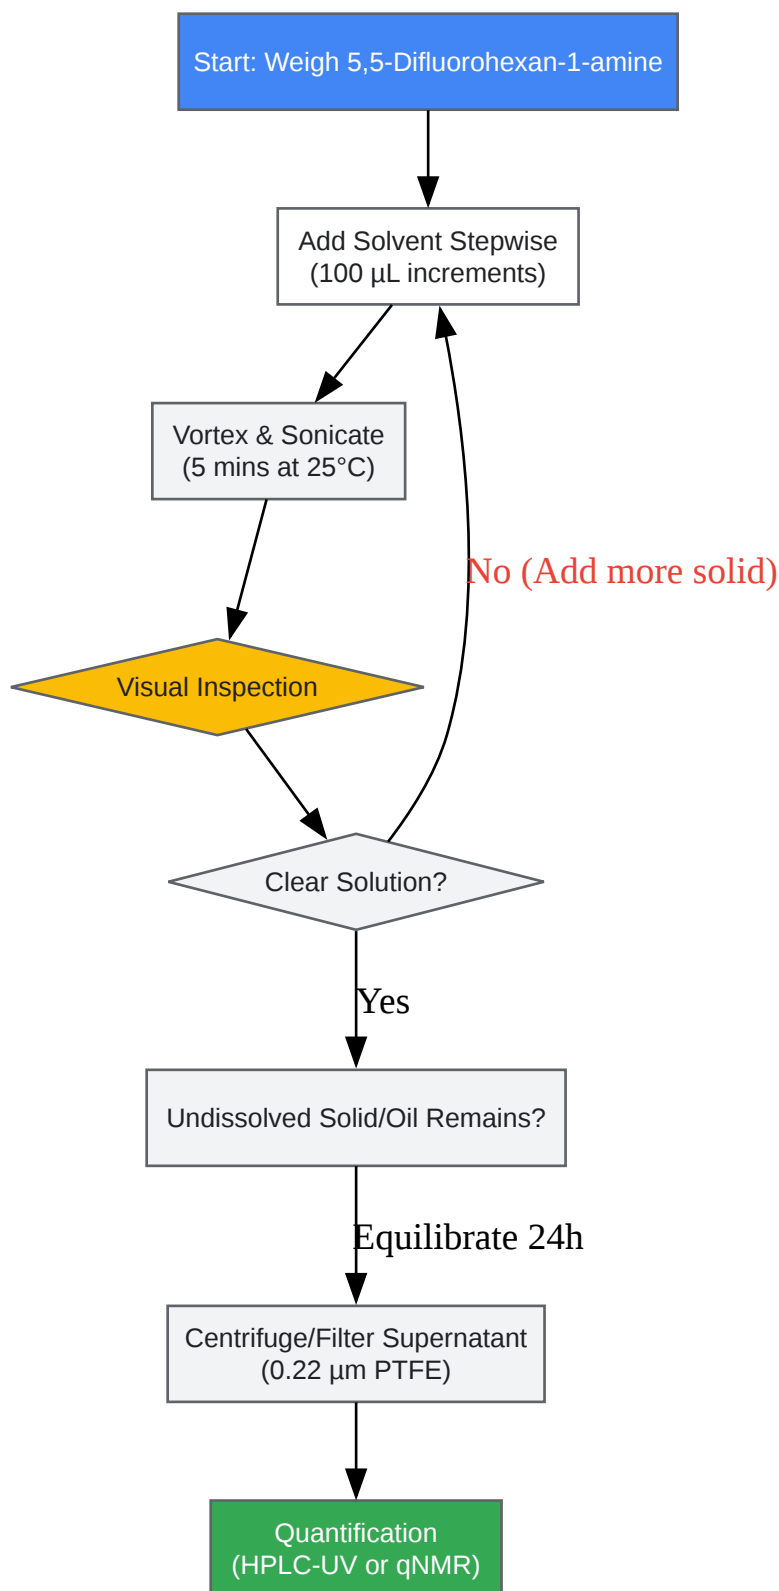 Start: Weigh 5,5-Difluorohexan-1-amine
Add Solvent Stepwise
(100 µL increments)
Vortex & Sonicate
(5 mins at 25°C)
No (Add more solid)
Visual Inspection
Clear Solution?
Yes
Undissolved Solid/Oil Remains?
Equilibrate 24h
Centrifuge/Filter Supernatant
(0.22 µm PTFE)
Quantification
(HPLC-UV or qNMR)